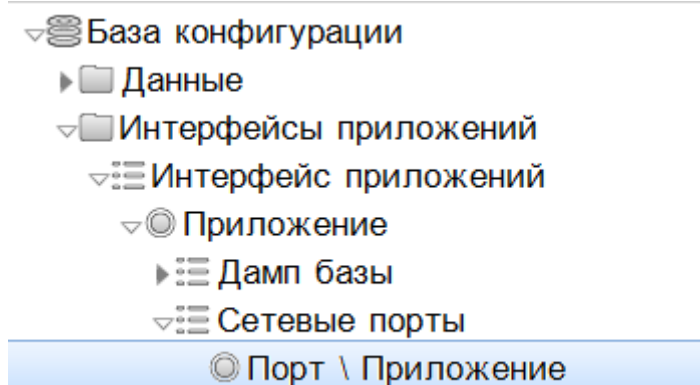 База конфигурации
Данные
Интерфейсы приложений
Интерфейс приложений
Приложение
Дамп базы
Сетевые порты
Порт \ Приложение